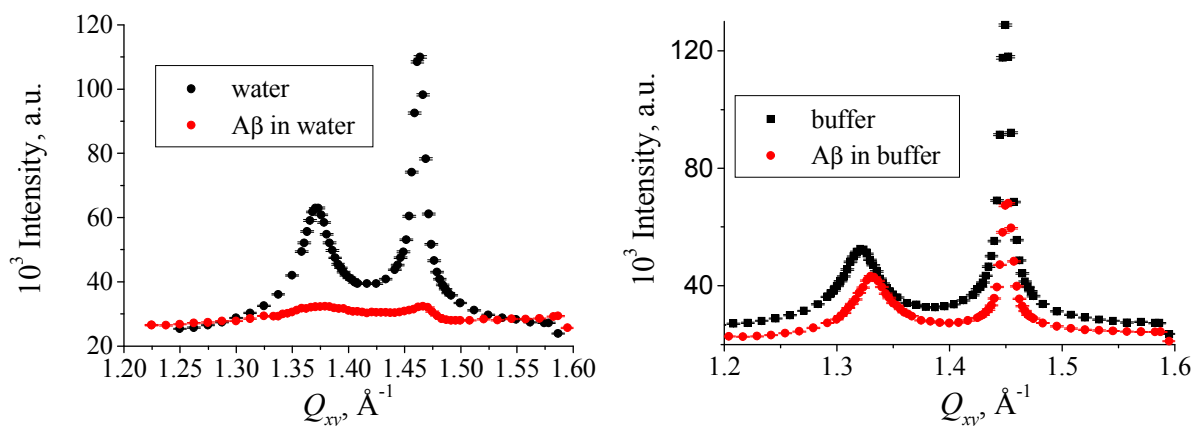 120
100
80
60
40
20
10³ Intensity, a.u.
water
Aβ in water
1.20 1.25 1.30 1.35 1.40 1.45 1.50 1.55 1.60
Qxy, Å⁻¹
120
80
40
10³ Intensity, a.u.
buffer
Aβ in buffer
1.2 1.3 1.4 1.5 1.6
Qxy, Å⁻¹